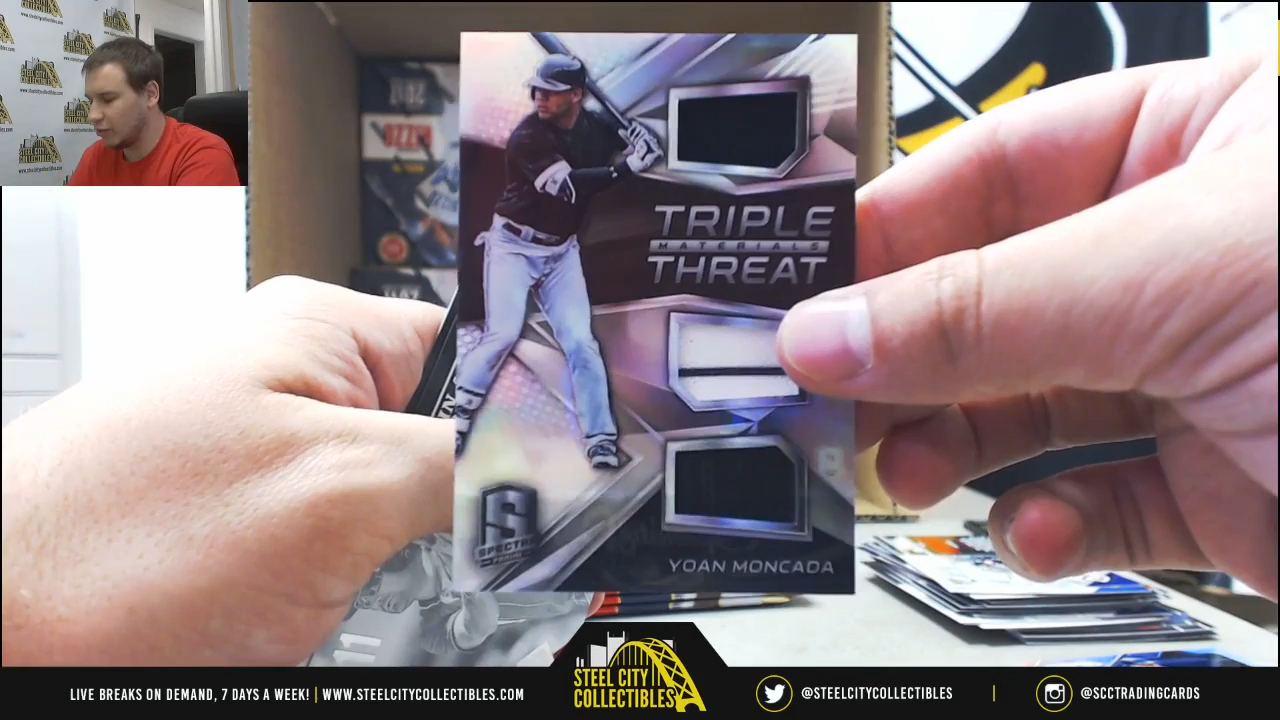 TRIPLE
MATERIALS
THREAT
SPECTRA
YOAN MONCADA
LIVE BREAKS ON DEMAND, 7 DAYS A WEEK! | WWW.STEELCITYCOLLECTIBLES.COM
STEEL CITY
COLLECTIBLES
@STEELCITYCOLLECTIBLES
@SCCTRADINGCARDS